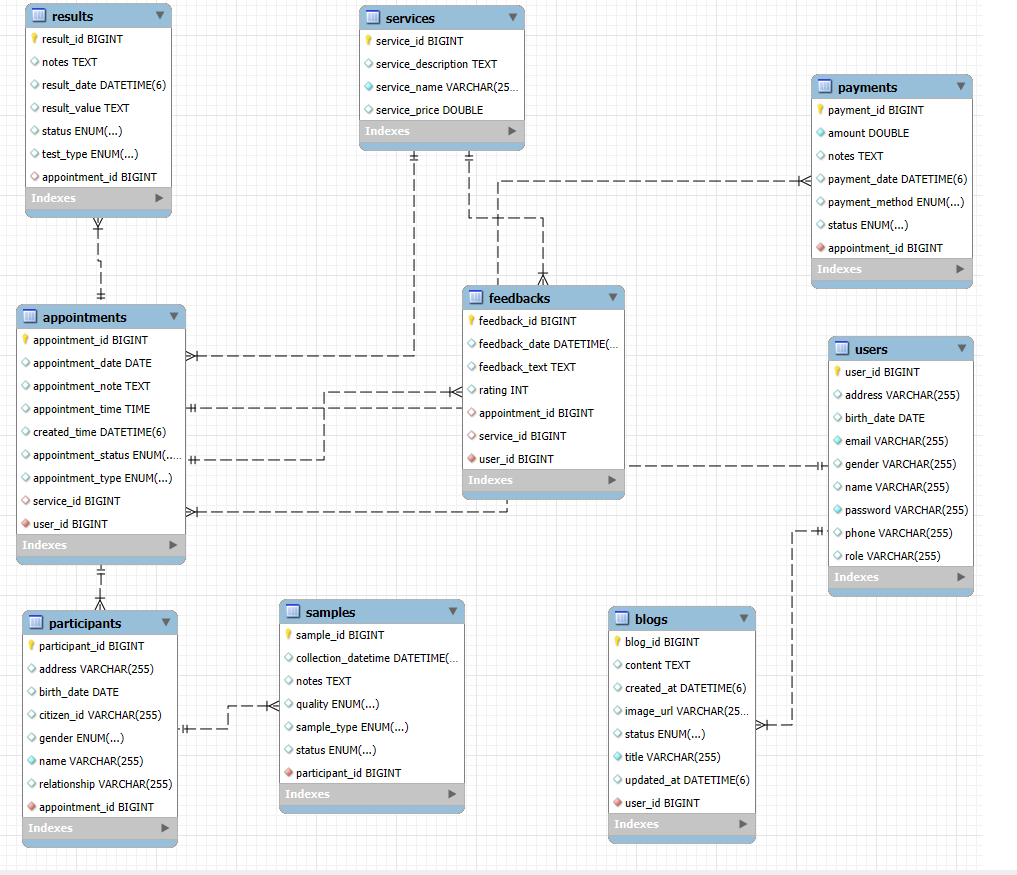 results
result_id BIGINT
notes TEXT
result_date DATETIME(6)
result_value TEXT
status ENUM(...)
test_type ENUM(...)
appointment_id BIGINT
Indexes
services
service_id BIGINT
service_description TEXT
service_name VARCHAR(25...
service_price DOUBLE
Indexes
payments
payment_id BIGINT
amount DOUBLE
notes TEXT
payment_date DATETIME(6)
payment_method ENUM(...)
status ENUM(...)
appointment_id BIGINT
Indexes
appointments
appointment_id BIGINT
appointment_date DATE
appointment_note TEXT
appointment_time TIME
created_time DATETIME(6)
appointment_status ENUM(.…
appointment_type ENUM(...)
service_id BIGINT
user_id BIGINT
Indexes
feedbacks
feedback_id BIGINT
feedback_date DATETIME(...
feedback_text TEXT
rating INT
appointment_id BIGINT
service_id BIGINT
user_id BIGINT
Indexes
users
user_id BIGINT
address VARCHAR(255)
birth_date DATE
email VARCHAR(255)
gender VARCHAR(255)
name VARCHAR(255)
password VARCHAR(255)
phone VARCHAR(255)
role VARCHAR(255)
Indexes
participants
participant_id BIGINT
address VARCHAR(255)
birth_date DATE
citizen_id VARCHAR(255)
gender ENUM(...)
name VARCHAR(255)
relationship VARCHAR(255)
appointment_id BIGINT
Indexes
samples
sample_id BIGINT
collection_datetime DATETIME(...
notes TEXT
quality ENUM(...)
sample_type ENUM(...)
status ENUM(...)
participant_id BIGINT
Indexes
blogs
blog_id BIGINT
content TEXT
created_at DATETIME(6)
image_url VARCHAR(25...
status ENUM(...)
title VARCHAR(255)
updated_at DATETIME(6)
user_id BIGINT
Indexes